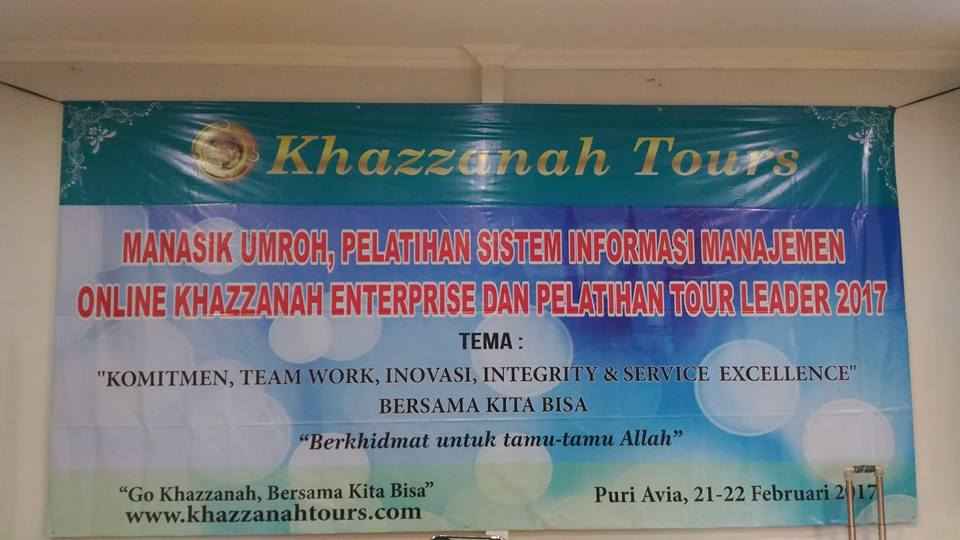 Khazzanah Tours
MANASIK UMROH, PELATIHAN SISTEM INFORMASI MANAJEMEN
ONLINE KHAZZANAH ENTERPRISE DAN PELATIHAN TOUR LEADER 2017
TEMA :
"KOMITMEN, TEAM WORK, INOVASI, INTEGRITY & SERVICE EXCELLENCE"
BERSAMA KITA BISA
“Berkhidmat untuk tamu-tamu Allah”
“Go Khazzanah, Bersama Kita Bisa”
www.khazzanahtours.com
Puri Avia, 21-22 Februari 2017